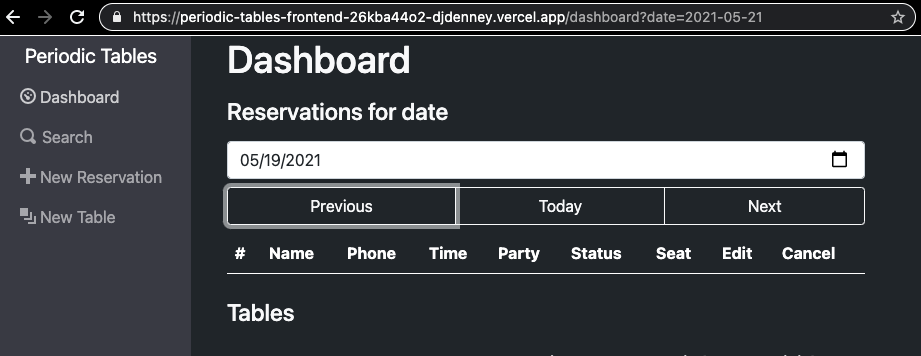 https://periodic-tables-frontend-26kba44o2-djdenney.vercel.app/dashboard?date=2021-05-21
Periodic Tables
Dashboard
Search
New Reservation
New Table
Dashboard
Reservations for date
05/19/2021
Previous Today Next
# Name Phone Time Party Status Seat Edit Cancel
Tables